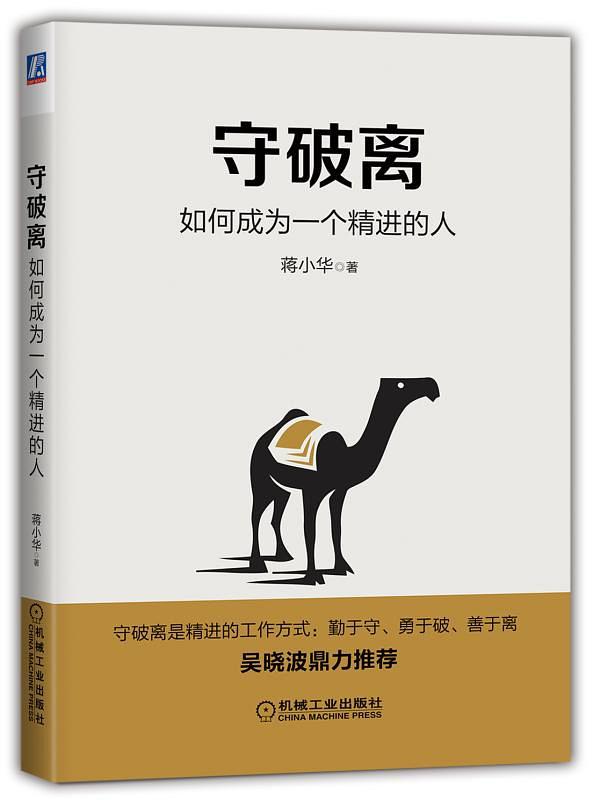 守破离
如何成为一个精进的人
蒋小华◎著
守破离是精进的工作方式：勤于守、勇于破、善于离
吴晓波鼎力推荐
机械工业出版社
CHINA MACHINE PRESS
守破离
如何成为一个精进的人
蒋小华◎著
机械工业出版社
CHINA MACHINE PRESS